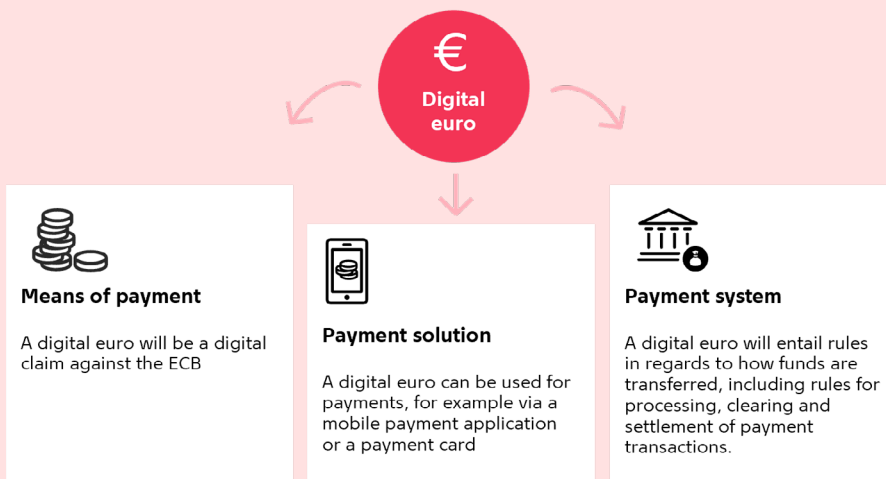 €
Digital
euro
Means of payment
A digital euro will be a digital
claim against the ECB
Payment solution
A digital euro can be used for
payments, for example via a
mobile payment application
or a payment card
Payment system
A digital euro will entail rules
in regards to how funds are
transferred, including rules for
processing, clearing and
settlement of payment
transactions.